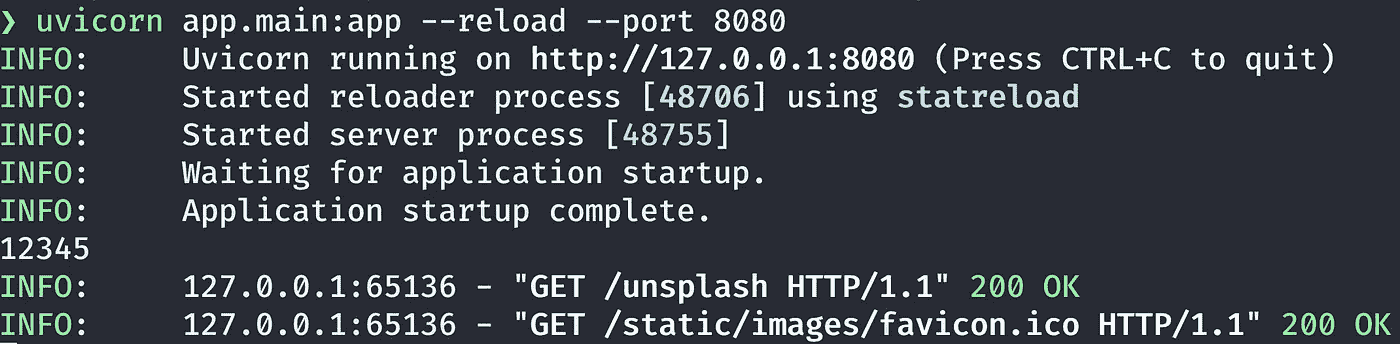 ❯ uvicorn app.main:app --reload --port 8080
INFO:     Uvicorn running on http://127.0.0.1:8080 (Press CTRL+C to quit)
INFO:     Started reloader process [48706] using statreload
INFO:     Started server process [48755]
INFO:     Waiting for application startup.
INFO:     Application startup complete.
12345
INFO:     127.0.0.1:65136 - "GET /unsplash HTTP/1.1" 200 OK
INFO:     127.0.0.1:65136 - "GET /static/images/favicon.ico HTTP/1.1" 200 OK